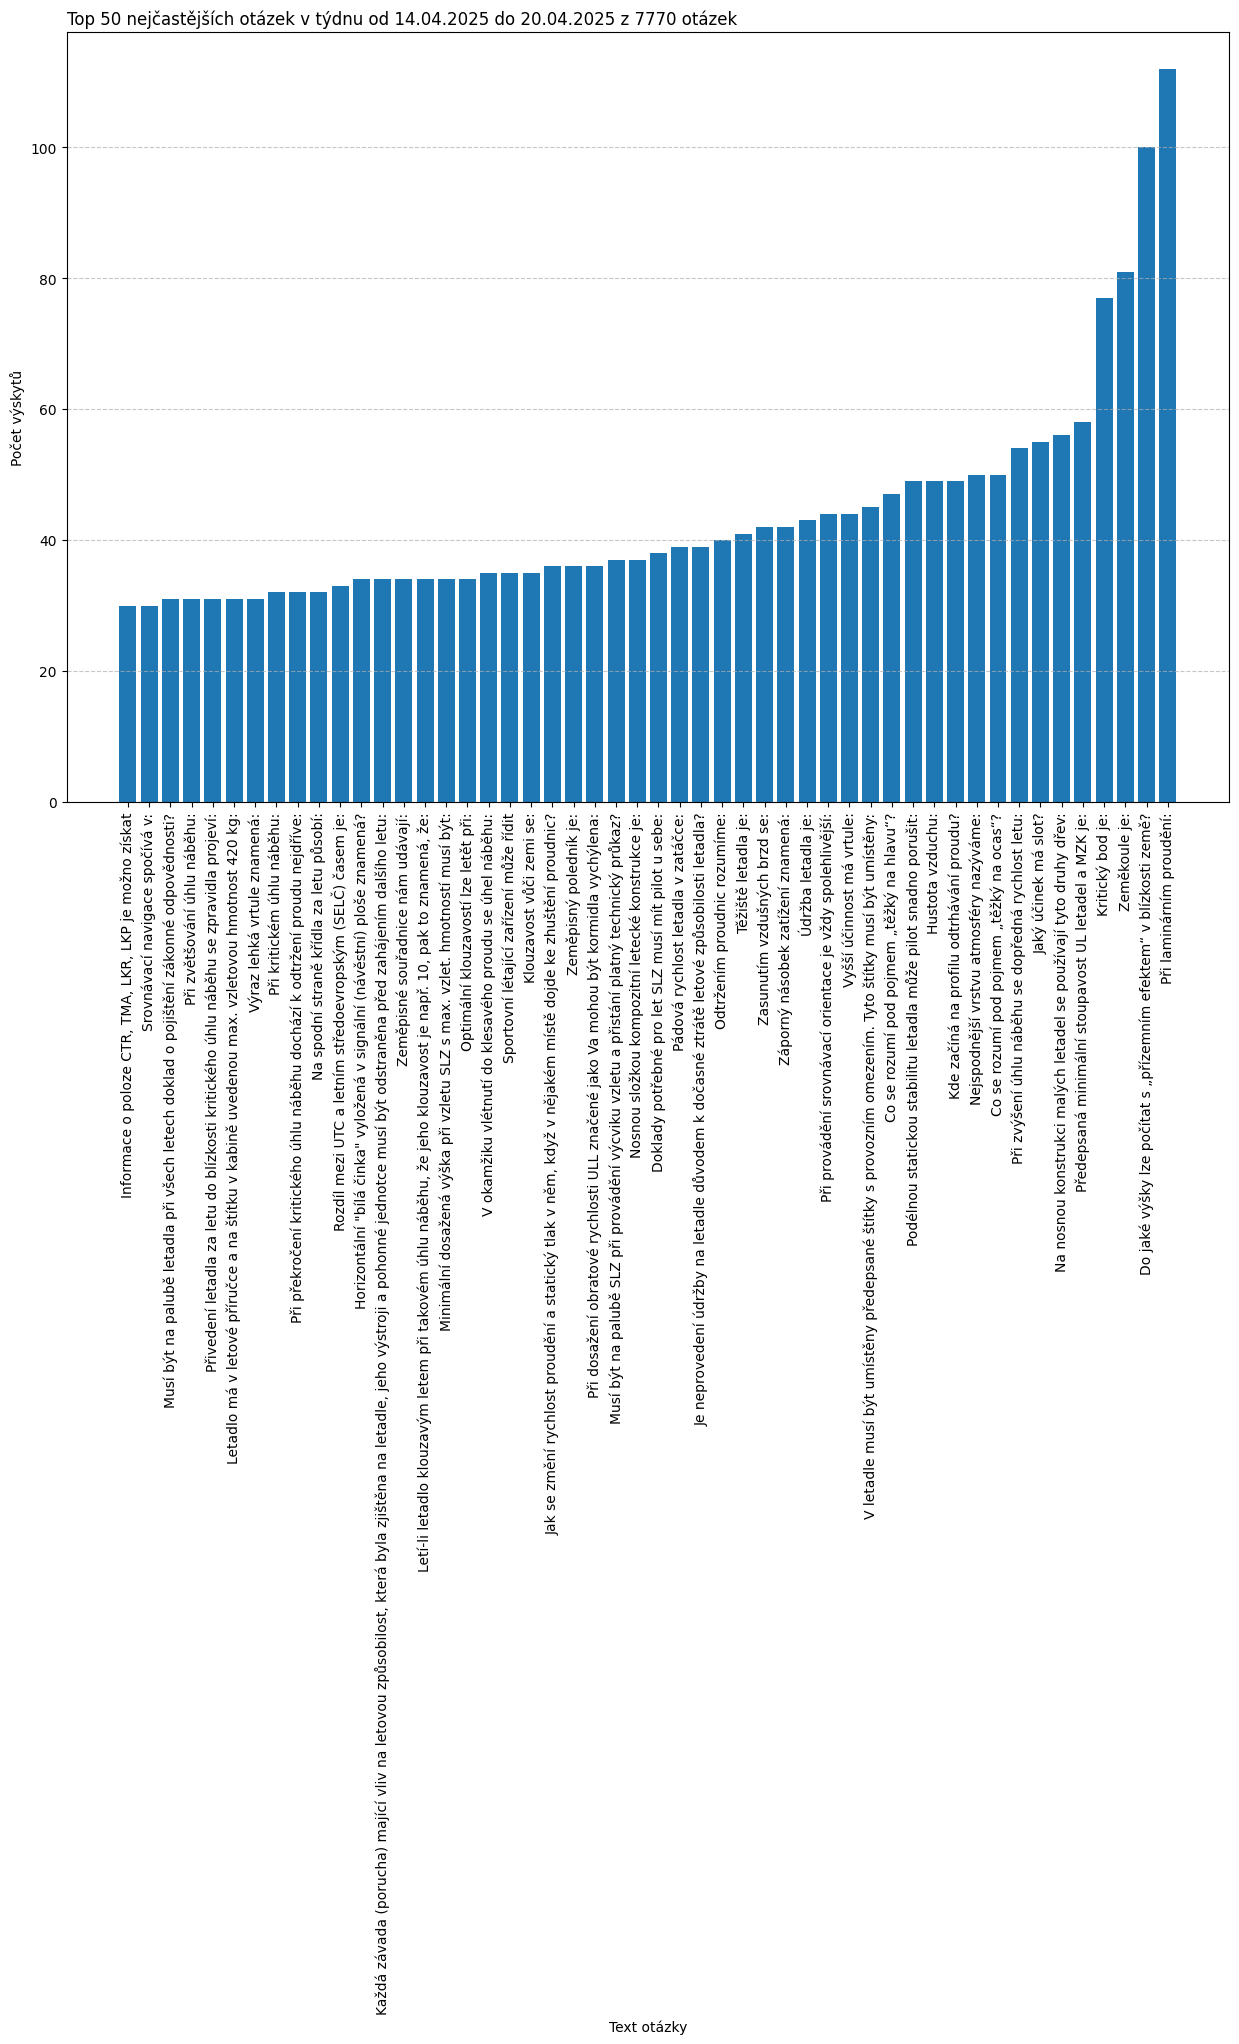 Top 50 nejčastějších otázek v týdnu od 14.04.2025 do 20.04.2025 z 7770 otázek
Počet výskytů
100
80
60
40
20
0
Informace o poloze CTR, TMA, LKR, LKP je možno získat
Srovnávací navigace spočívá v:
Musí být na palubě letadla při všech letech doklad o pojištění zákonné odpovědnosti?
Při zvětšování úhlu náběhu:
Přivedení letadla za letu do blízkosti kritického úhlu náběhu se zpravidla projeví:
Letadlo má v letové příručce a na štítku v kabině uvedenou max. vzletovou hmotnost 420 kg:
Výraz lehká vrtule znamená:
Při kritickém úhlu náběhu:
Při překročení kritického úhlu náběhu dochází k odtržení proudu nejdříve:
Na spodní straně křídla za letu působí:
Rozdíl mezi UTC a letním středoevropským (SELČ) časem je:
Horizontální "bílá činka" vyložená v signální (návěstní) ploše znamená?
Každá závada (porucha) mající vliv na letovou způsobilost, která byla zjištěna na letadle, jeho výstroji a pohonné jednotce musí být odstraněna před zahájením dalšího letu:
Zeměpisné souřadnice nám udávají:
Letí-li letadlo klouzavým letem při takovém úhlu náběhu, že jeho klouzavost je např. 10, pak to znamená, že:
Minimální dosažená výška při vzletu SLZ s max. vzlet. hmotností musí být:
Optimální klouzavostí lze letět při:
V okamžiku vlétnutí do klesavého proudu se úhel náběhu:
Sportovní létající zařízení může řídit
Klouzavost vůči zemi se:
Jak se změní rychlost proudění a statický tlak v něm, když v nějakém místě dojde ke zhuštění proudnic?
Zeměpisný poledník je:
Při dosažení obratové rychlosti ULL značené jako Va mohou být kormidla vychýlena:
Musí být na palubě SLZ při provádění výcviku vzletu a přistání platný technický průkaz?
Nosnou složkou kompozitní letecké konstrukce je:
Doklady potřebné pro let SLZ musí mít pilot u sebe:
Pádová rychlost letadla v zatáčce:
Je neprovedení údržby na letadle důvodem k dočasné ztrátě letové způsobilosti letadla?
Odtržením proudnic rozumíme:
Těžiště letadla je:
Zasunutím vzdušných brzd se:
Záporný násobek zatížení znamená:
Údržba letadla je:
Při provádění srovnávací orientace je vždy spolehlivější:
Vyšší účinnost má vrtule:
V letadle musí být umístěny předepsané štítky s provozním omezením. Tyto štítky musí být umístěny:
Co se rozumí pod pojmem „těžký na hlavu“?
Podélnou statickou stabilitu letadla může pilot snadno porušit:
Hustota vzduchu:
Kde začíná na profilu odtrhávání proudu?
Nejspodnější vrstvu atmosféry nazýváme:
Co se rozumí pod pojmem „těžký na ocas“?
Při zvýšení úhlu náběhu se dopředná rychlost letu:
Jaký účinek má slot?
Na nosnou konstrukci malých letadel se používají tyto druhy dřev:
Předepsaná minimální stoupavost UL letadel a MZK je:
Kritický bod je:
Zeměkoule je:
Do jaké výšky lze počítat s „přízemním efektem“ v blízkosti země?
Při laminárním proudění:
Text otázky